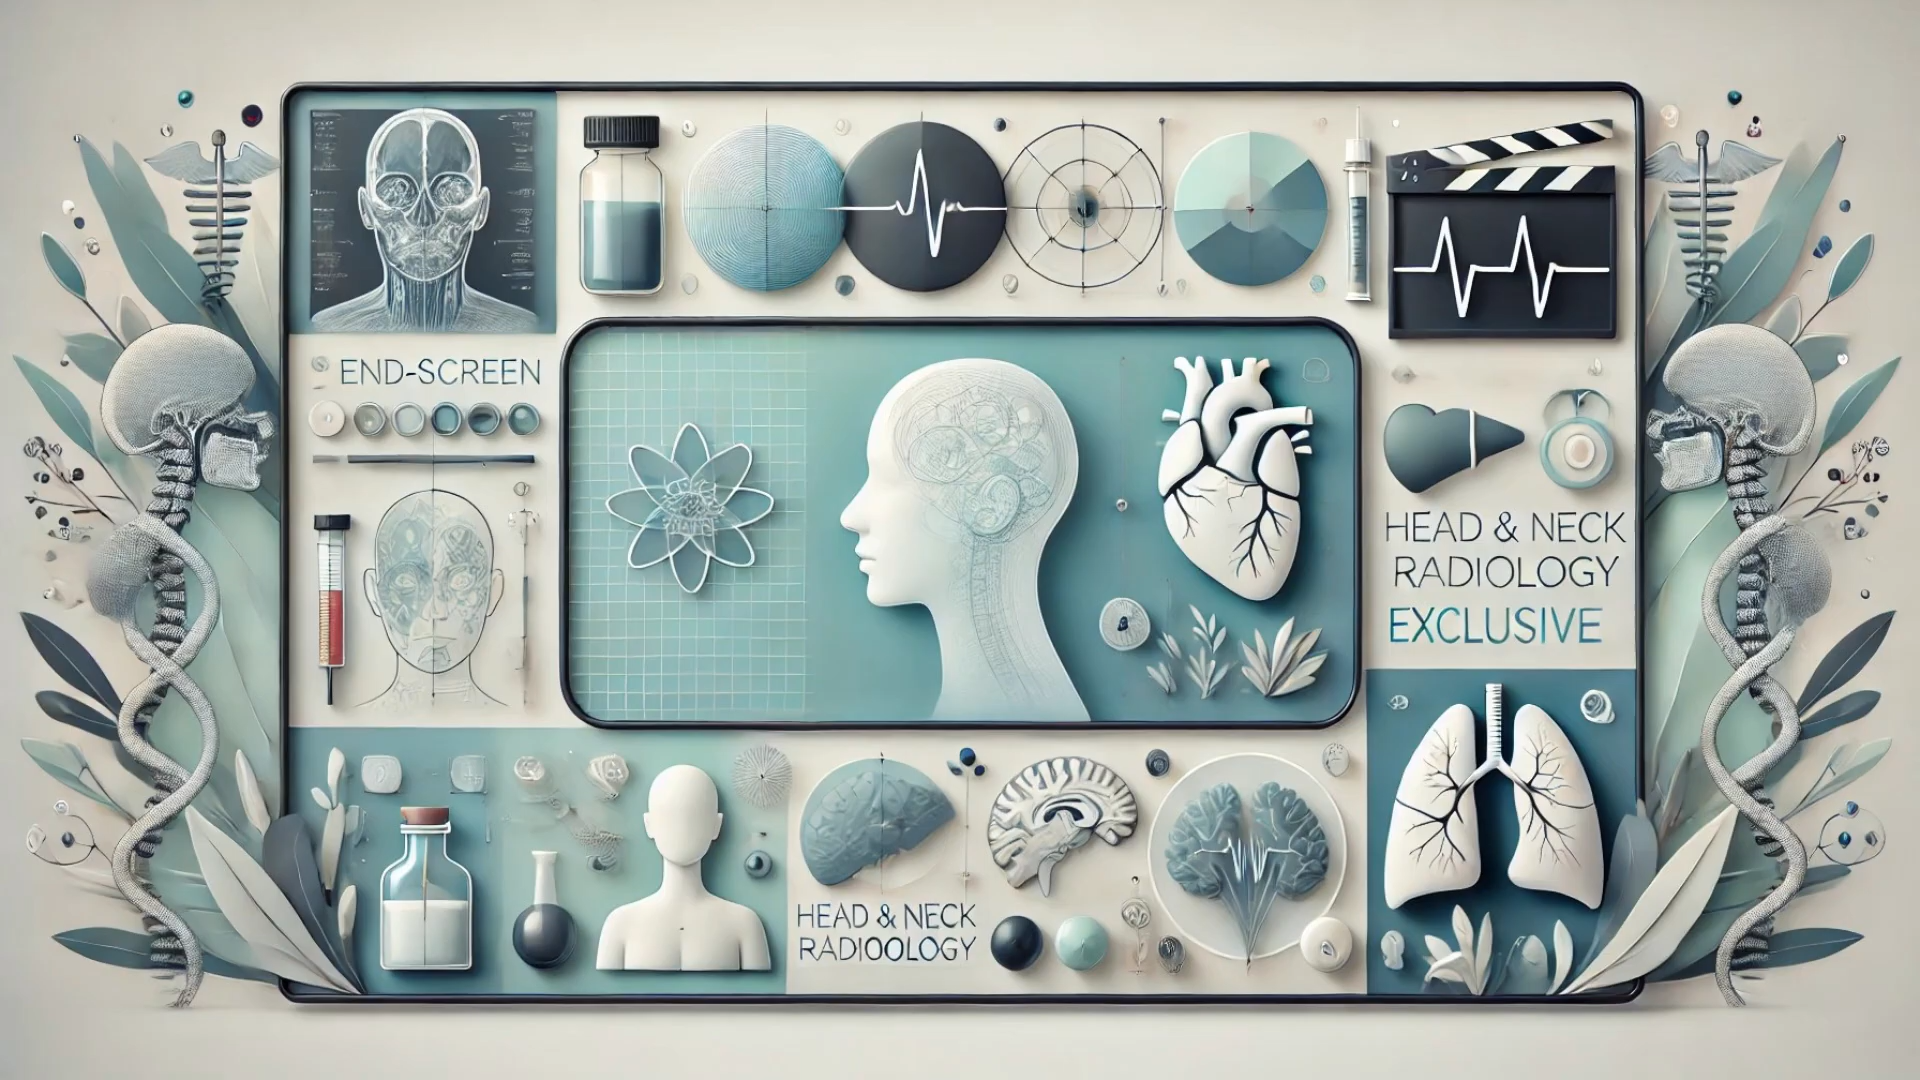 END-SCREEN
HEAD & NECK
RADIOLOGY
EXCLUSIVE
HEAD & NECK
RADIOOLOGY